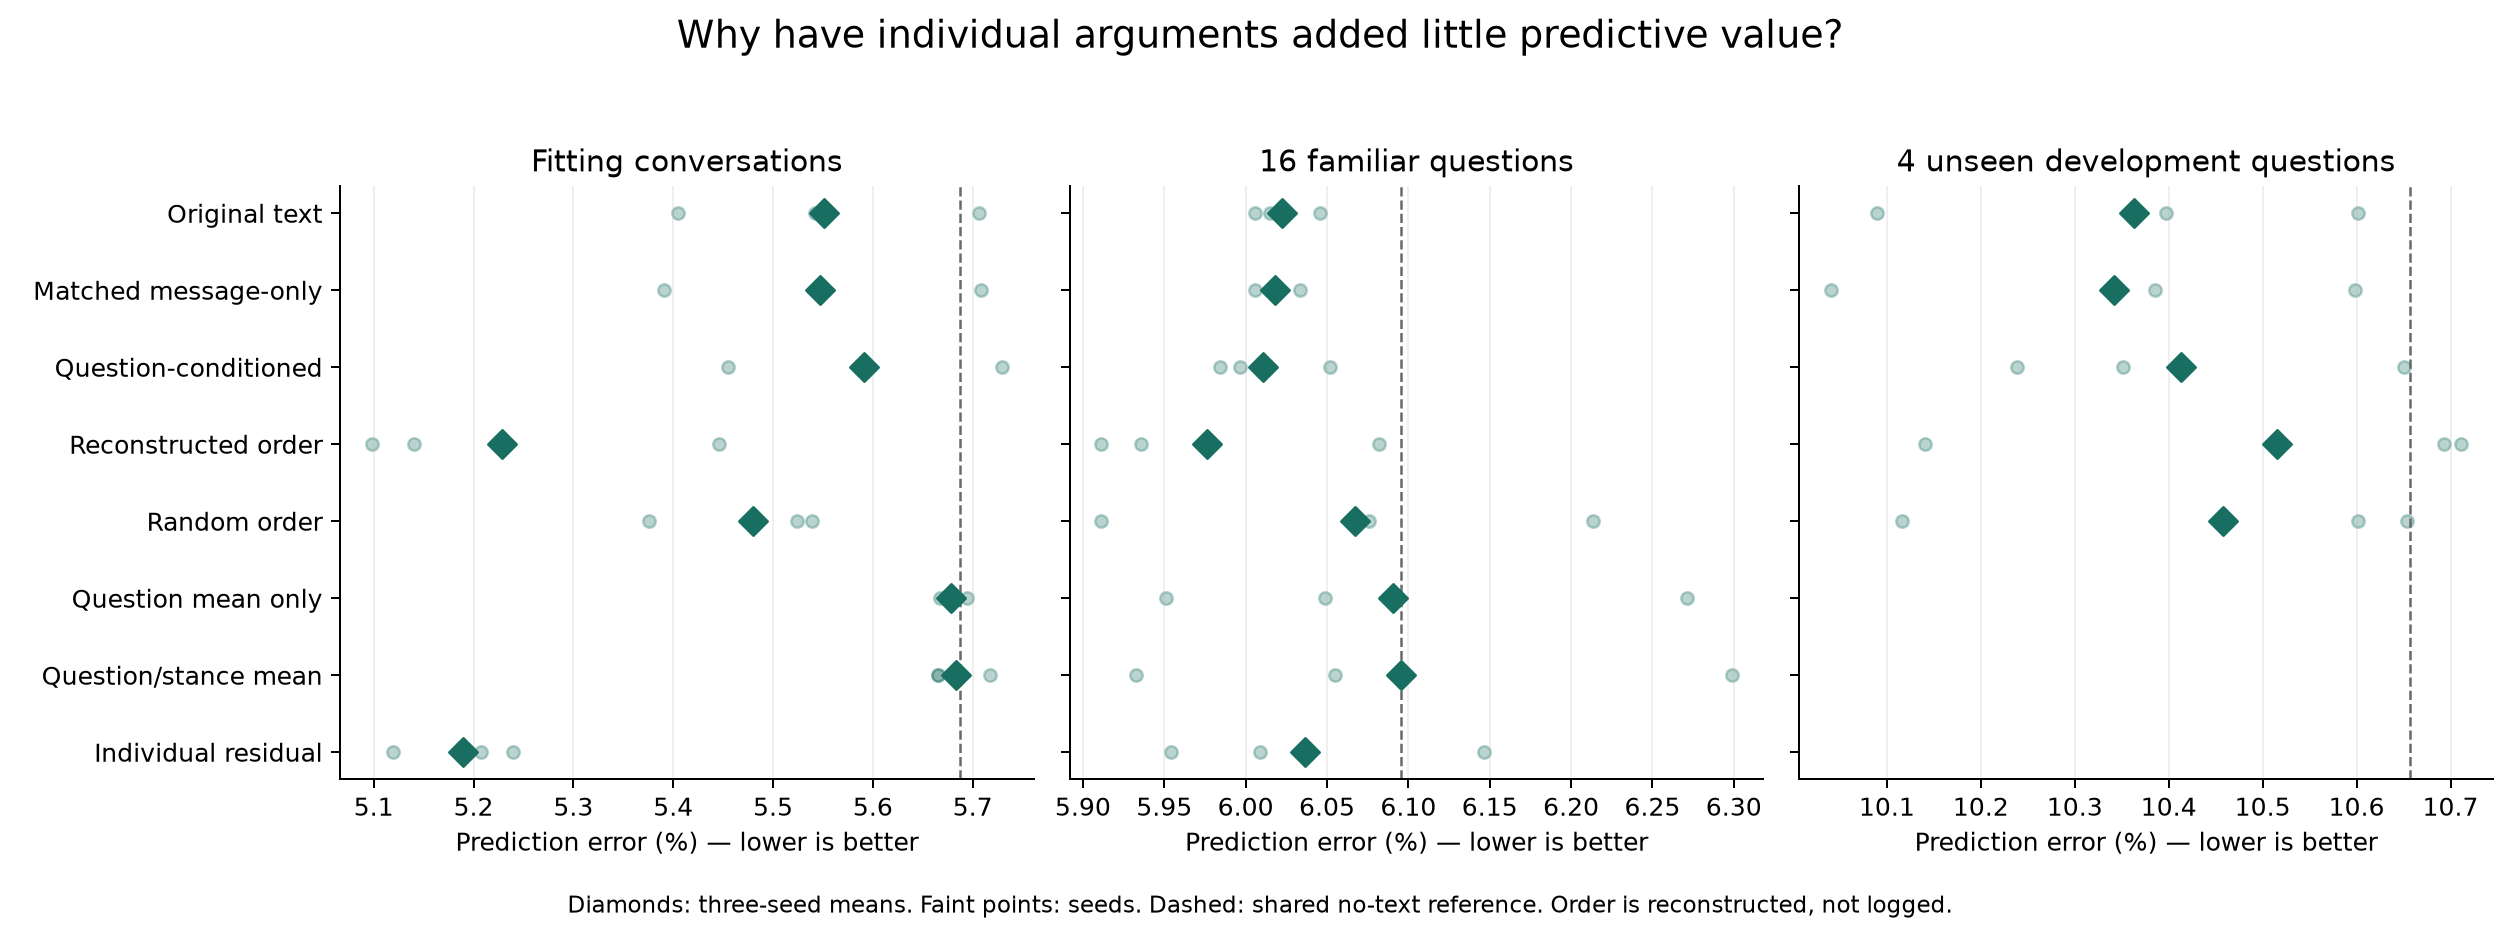 Why have individual arguments added little predictive value?
Fitting conversations
16 familiar questions
4 unseen development questions
Original text
Matched message-only
Question-conditioned
Reconstructed order
Random order
Question mean only
Question/stance mean
Individual residual
5.1 5.2 5.3 5.4 5.5 5.6 5.7
5.90 5.95 6.00 6.05 6.10 6.15 6.20 6.25 6.30
10.1 10.2 10.3 10.4 10.5 10.6 10.7
Prediction error (%) — lower is better
Prediction error (%) — lower is better
Prediction error (%) — lower is better
Diamonds: three-seed means. Faint points: seeds. Dashed: shared no-text reference. Order is reconstructed, not logged.